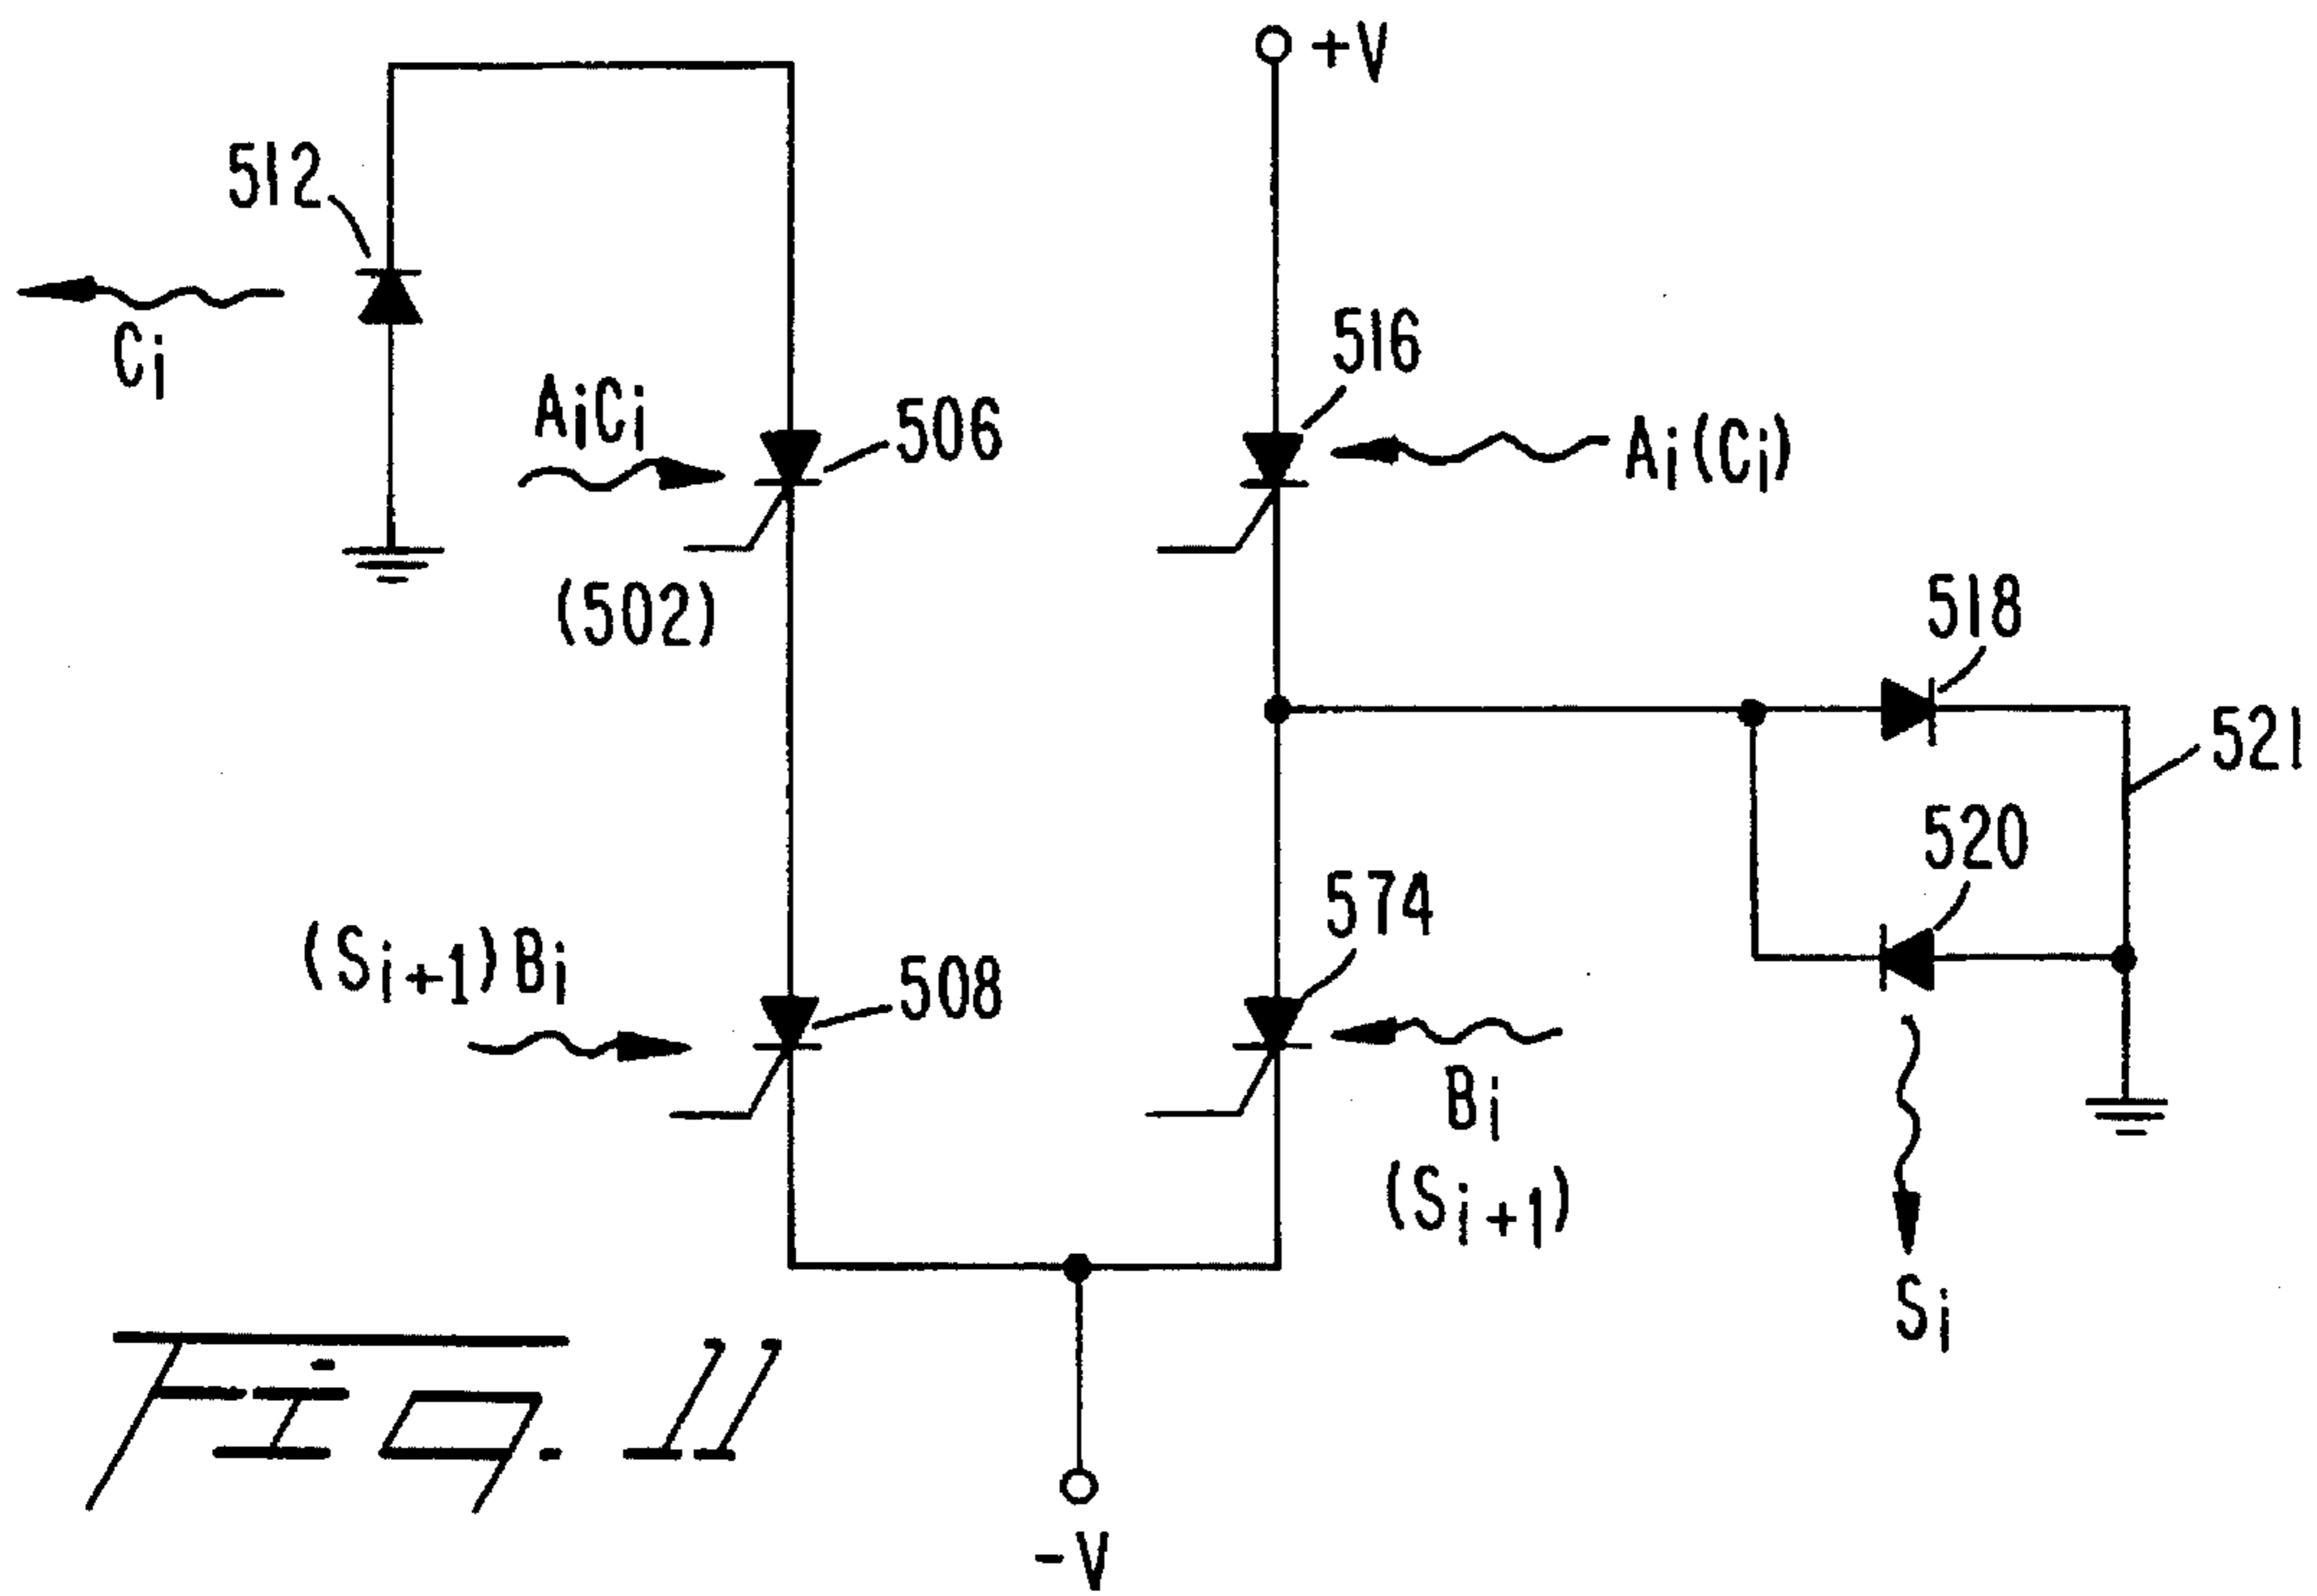 +V
512
Ci
AiCi
506
(502)
516
Ai(Ci)
518
521
520
574
(Si+1)Bi
508
Bi
(Si+1)
Si
-V
Fig. 11